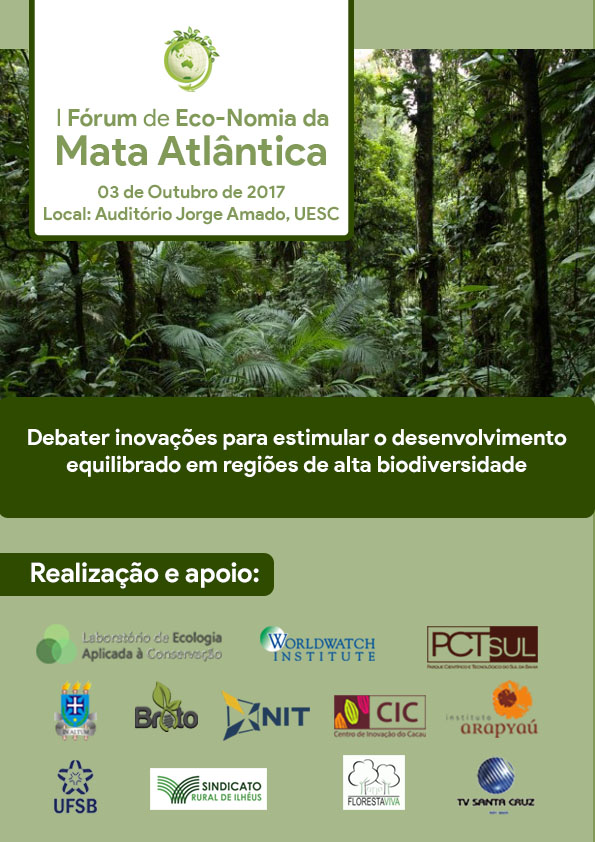 I Fórum de Eco-Nomia da
Mata Atlântica
03 de Outubro de 2017
Local: Auditório Jorge Amado, UESC
Debater inovações para estimular o desenvolvimento
equilibrado em regiões de alta biodiversidade
Realização e apoio:
Laboratório de Ecologia
Aplicada à Conservação
WORLDWATCH
INSTITUTE
PCTSUL
PARQUE CIENTÍFICO E TECNOLÓGICO DO SUL DA BAHIA
Broto
NIT
CIC
Centro de Inovação do Cacau
instituto
arapyaú
UFSB
SINDICATO
RURAL DE ILHÉUS
FLORESTAVIVA
TV SANTA CRUZ